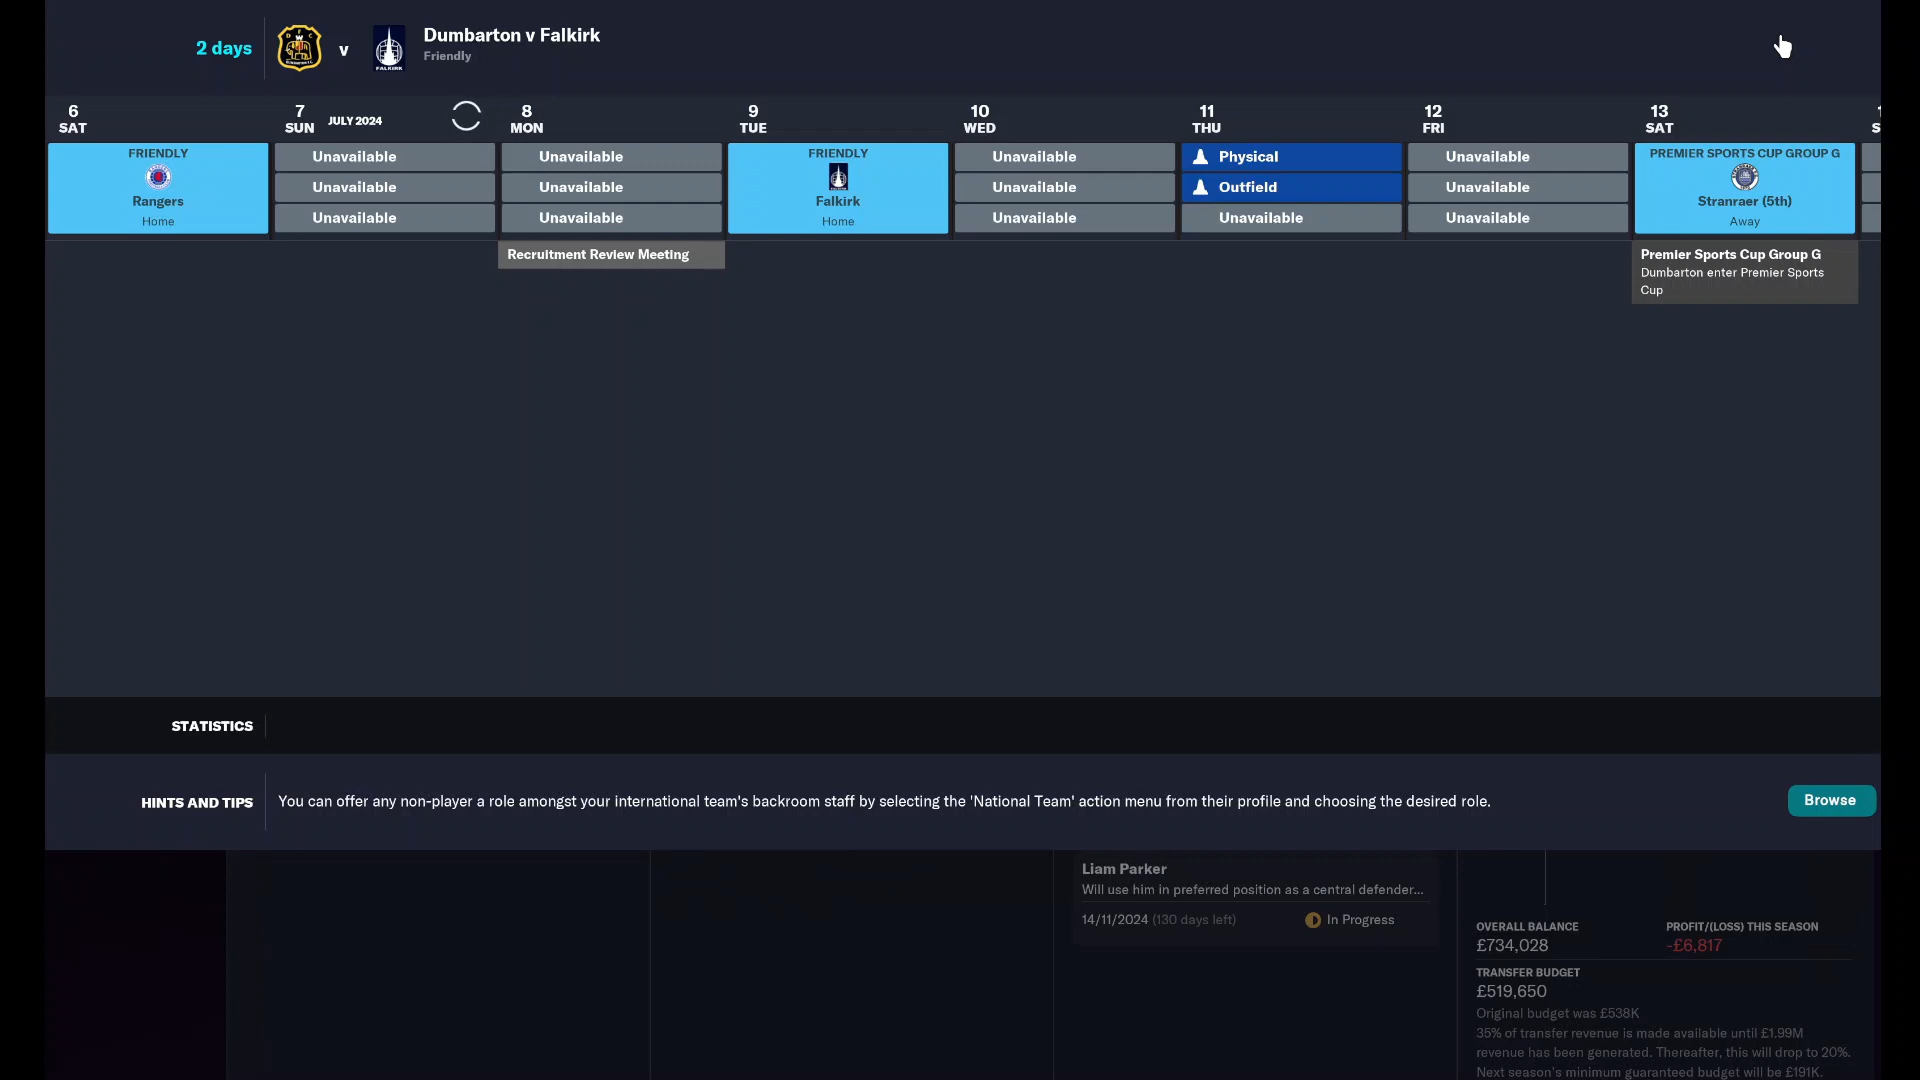 2 days
v
Dumbarton v Falkirk
Friendly
6
SAT
7
SUN
JULY 2024
8
MON
9
TUE
10
WED
11
THU
12
FRI
13
SAT
FRIENDLY
Rangers
Home
Unavailable
Unavailable
Unavailable
Unavailable
Unavailable
Unavailable
Recruitment Review Meeting
FRIENDLY
Falkirk
Home
Unavailable
Unavailable
Unavailable
Physical
Outfield
Unavailable
Unavailable
Unavailable
Unavailable
PREMIER SPORTS CUP GROUP G
Stranraer (5th)
Away
Premier Sports Cup Group G
Dumbarton enter Premier Sports
Cup
STATISTICS
HINTS AND TIPS
You can offer any non-player a role amongst your international team's backroom staff by selecting the 'National Team' action menu from their profile and choosing the desired role.
Browse
Liam Parker
Will use him in preferred position as a central defender...
14/11/2024 (130 days left)
In Progress
OVERALL BALANCE
£734,028
PROFIT/(LOSS) THIS SEASON
-£6,817
TRANSFER BUDGET
£519,650
Original budget was £538K
35% of transfer revenue is made available until £1.99M
revenue has been generated. Thereafter, this will drop to 20%.
Next season's minimum guaranteed budget will be £191K.